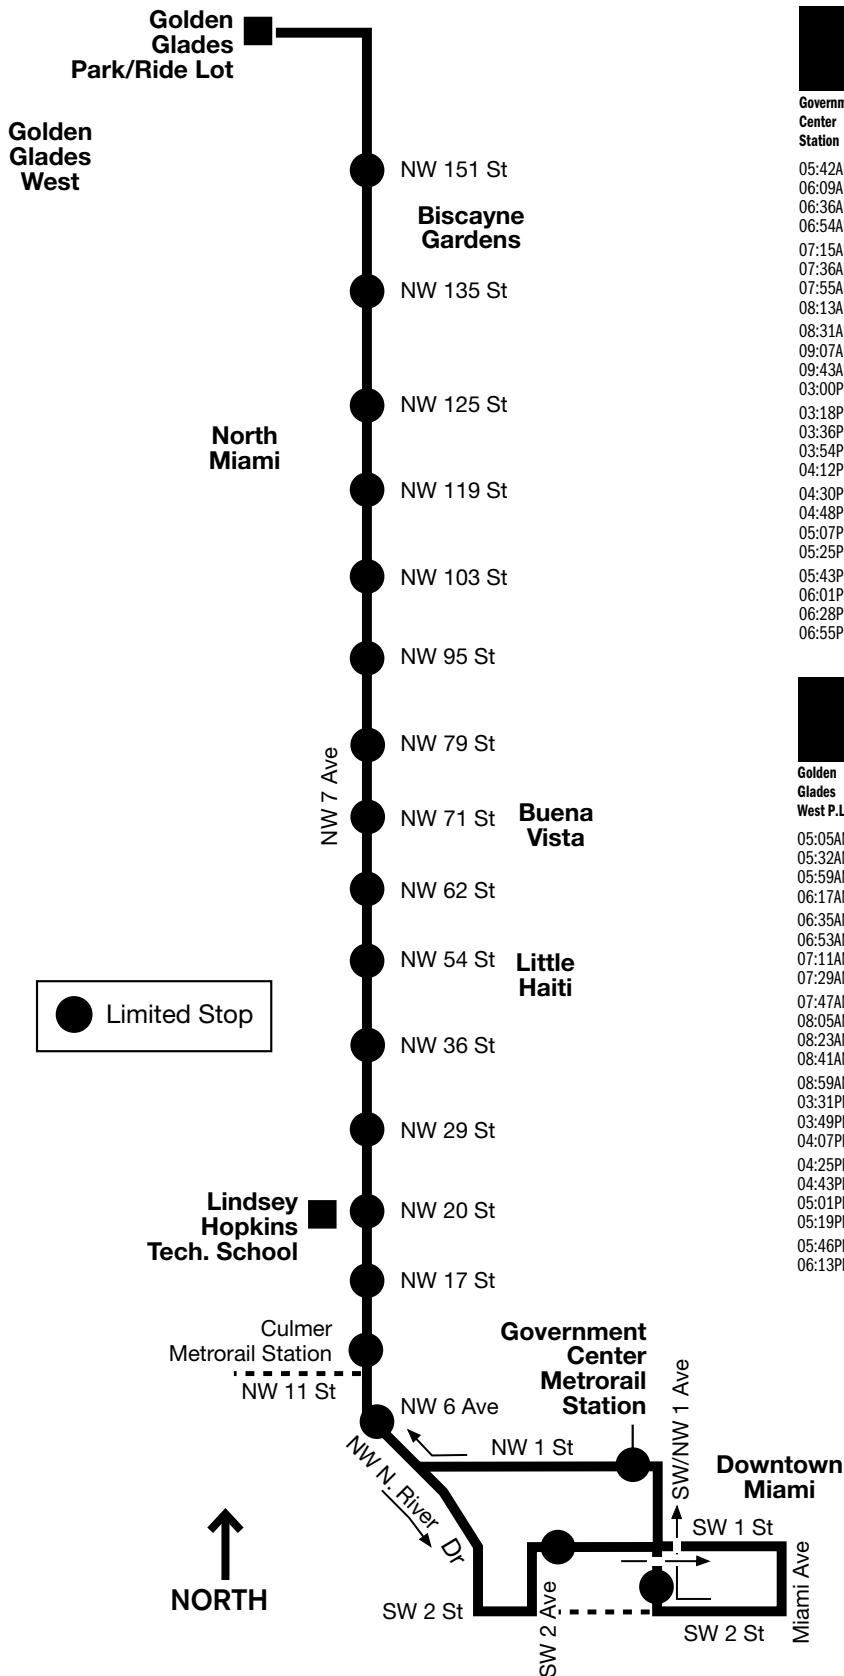 Golden
Glades
Park/Ride Lot
Golden
Glades
West
NW 151 St
Biscayne
Gardens
NW 135 St
NW 125 St
North
Miami
NW 119 St
NW 103 St
NW 95 St
NW 79 St
NW 7 Ave
NW 71 St
Buena
Vista
NW 62 St
NW 54 St
Little
Haiti
Limited Stop
NW 36 St
NW 29 St
Lindsey
Hopkins
Tech. School
NW 20 St
NW 17 St
Culmer
Metrorail Station
NW 11 St
NW 6 Ave
Government
Center
Metrorail
Station
NW 1 St
SW/NW 1 Ave
Downtown
Miami
NW N. River Dr
SW 1 St
Miami Ave
NORTH
SW 2 St
SW 2 Ave
SW 2 St
Governm
Center
Station
05:42A
06:09A
06:36A
06:54A
07:15A
07:36A
07:55A
08:13A
08:31A
09:07A
09:43A
03:00P
03:18P
03:36P
03:54P
04:12P
04:30P
04:48P
05:07P
05:25P
05:43P
06:01P
06:28P
06:55P
Golden
Glades
West P.L
05:05A
05:32A
05:59A
06:17A
06:35A
06:53A
07:11A
07:29A
07:47A
08:05A
08:23A
08:41A
08:59A
03:31P
03:49P
04:07P
04:25P
04:43P
05:01P
05:19P
05:46P
06:13P